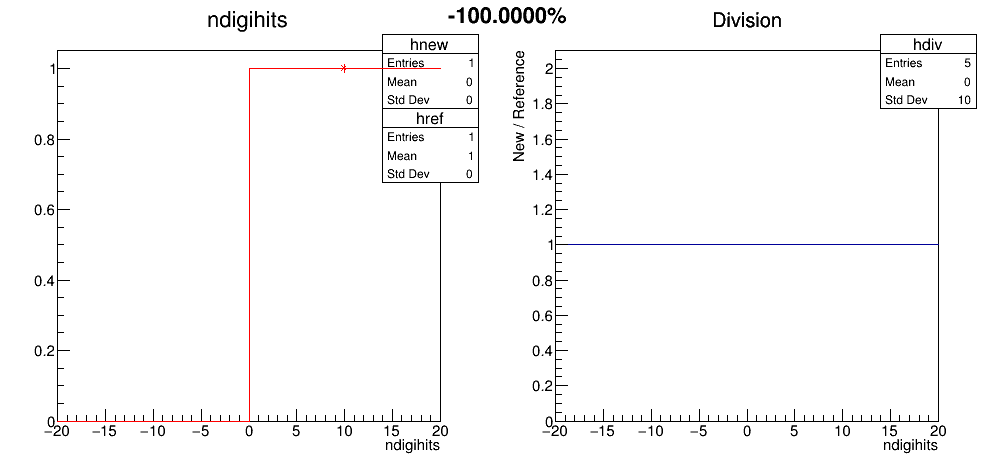 -100.0000%
ndigihits
hnew
Entries 1
Mean 0
Std Dev 0
href
Entries 1
Mean 1
Std Dev 0
1
0.8
0.6
0.4
0.2
0
−20 −15 −10 −5 0 5 10 15 20
ndigihits
Division
hdiv
Entries 5
Mean 0
Std Dev 10
New / Reference
2
1.8
1.6
1.4
1.2
1
0.8
0.6
0.4
0.2
0
−20 −15 −10 −5 0 5 10 15 20
ndigihits